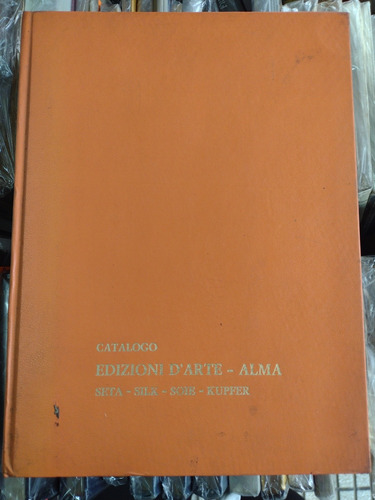 CATALOGO
EDIZIONI D'ARTE - ALMA
SETA - SILK - SOIE - KUPFER